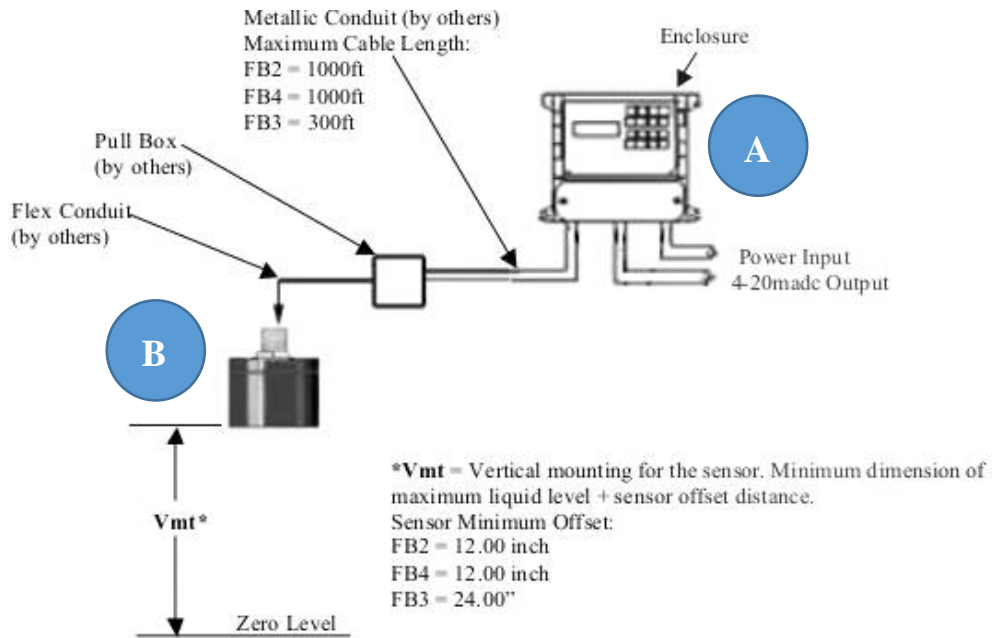 Metallic Conduit (by others)
Maximum Cable Length:
FB2 = 1000ft
FB4 = 1000ft
FB3 = 300ft
Enclosure
A
Pull Box
(by others)
Flex Conduit
(by others)
Power Input
4-20madc Output
B
*Vmt = Vertical mounting for the sensor. Minimum dimension of
maximum liquid level + sensor offset distance.
Sensor Minimum Offset:
FB2 = 12.00 inch
FB4 = 12.00 inch
FB3 = 24.00”
Vmt*
Zero Level